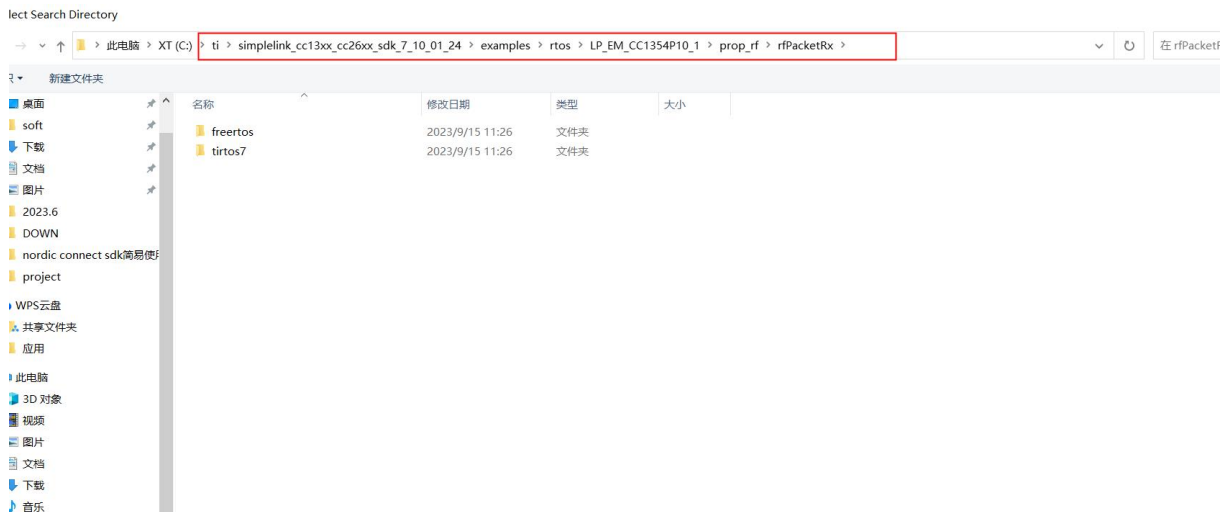 lect Search Directory
此电脑 > XT (C:) > ti > simplelink_cc13xx_cc26xx_sdk_7_10_01_24 > examples > rtos > LP_EM_CC1354P10_1 > prop_rf > rfPacketRx >
在 rfPacketR
新建文件夹
名称 修改日期 类型 大小
freertos 2023/9/15 11:26 文件夹
tirtos7 2023/9/15 11:26 文件夹
桌面
soft
下载
文档
图片
2023.6
DOWN
nordic connect sdk简易使用
project
WPS云盘
共享文件夹
应用
此电脑
3D 对象
视频
图片
文档
下载
音乐